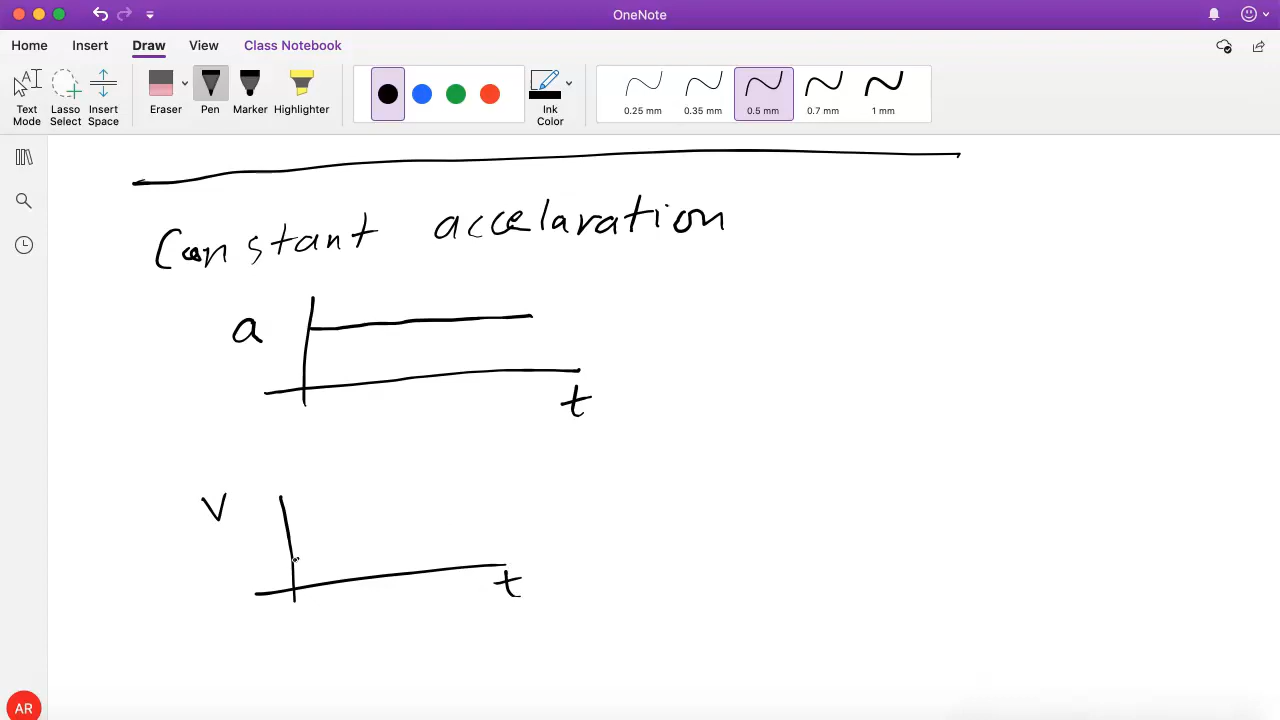 OneNote
Home Insert Draw View Class Notebook
Text Mode
Lasso Select
Insert Space
Eraser
Pen
Marker
Highlighter
Ink Color
0.25 mm
0.35 mm
0.5 mm
0.7 mm
1 mm
Constant accelaration
a
t
v
t
AR